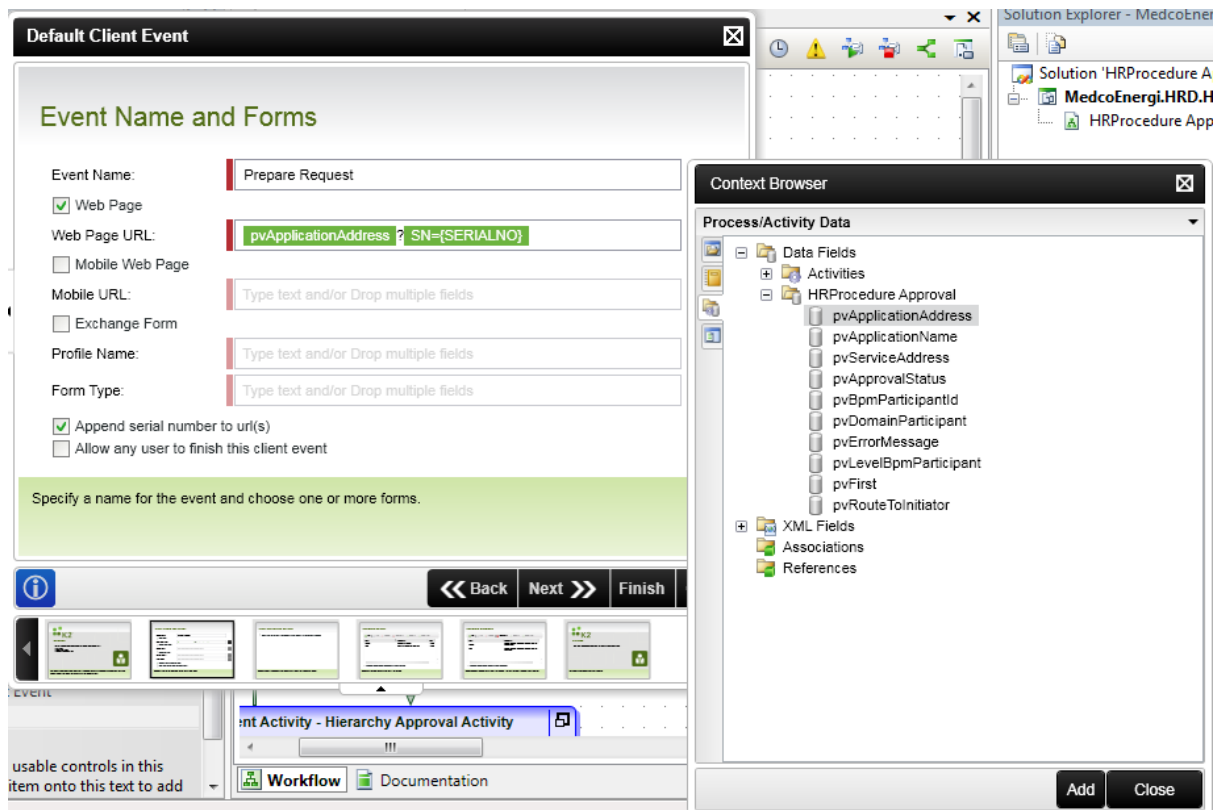 Default Client Event
Event Name and Forms
Event Name:
Prepare Request
Web Page
Web Page URL:
pvApplicationAddress ? SN={SERIALNO}
Mobile Web Page
Mobile URL:
Type text and/or Drop multiple fields
Exchange Form
Profile Name:
Type text and/or Drop multiple fields
Form Type:
Type text and/or Drop multiple fields
Append serial number to url(s)
Allow any user to finish this client event
Specify a name for the event and choose one or more forms.
Back Next Finish
K2
K2
Event
usable controls in this
item onto this text to add
ent Activity - Hierarchy Approval Activity
Workflow Documentation
Solution Explorer - MedcoEner
Solution 'HRProcedure A
MedcoEnergi.HRD.H
HRProcedure App
Context Browser
Process/Activity Data
Data Fields
Activities
HRProcedure Approval
pvApplicationAddress
pvApplicationName
pvServiceAddress
pvApprovalStatus
pvBpmParticipantId
pvDomainParticipant
pvErrorMessage
pvLevelBpmParticipant
pvFirst
pvRouteToInitiator
XML Fields
Associations
References
Add Close